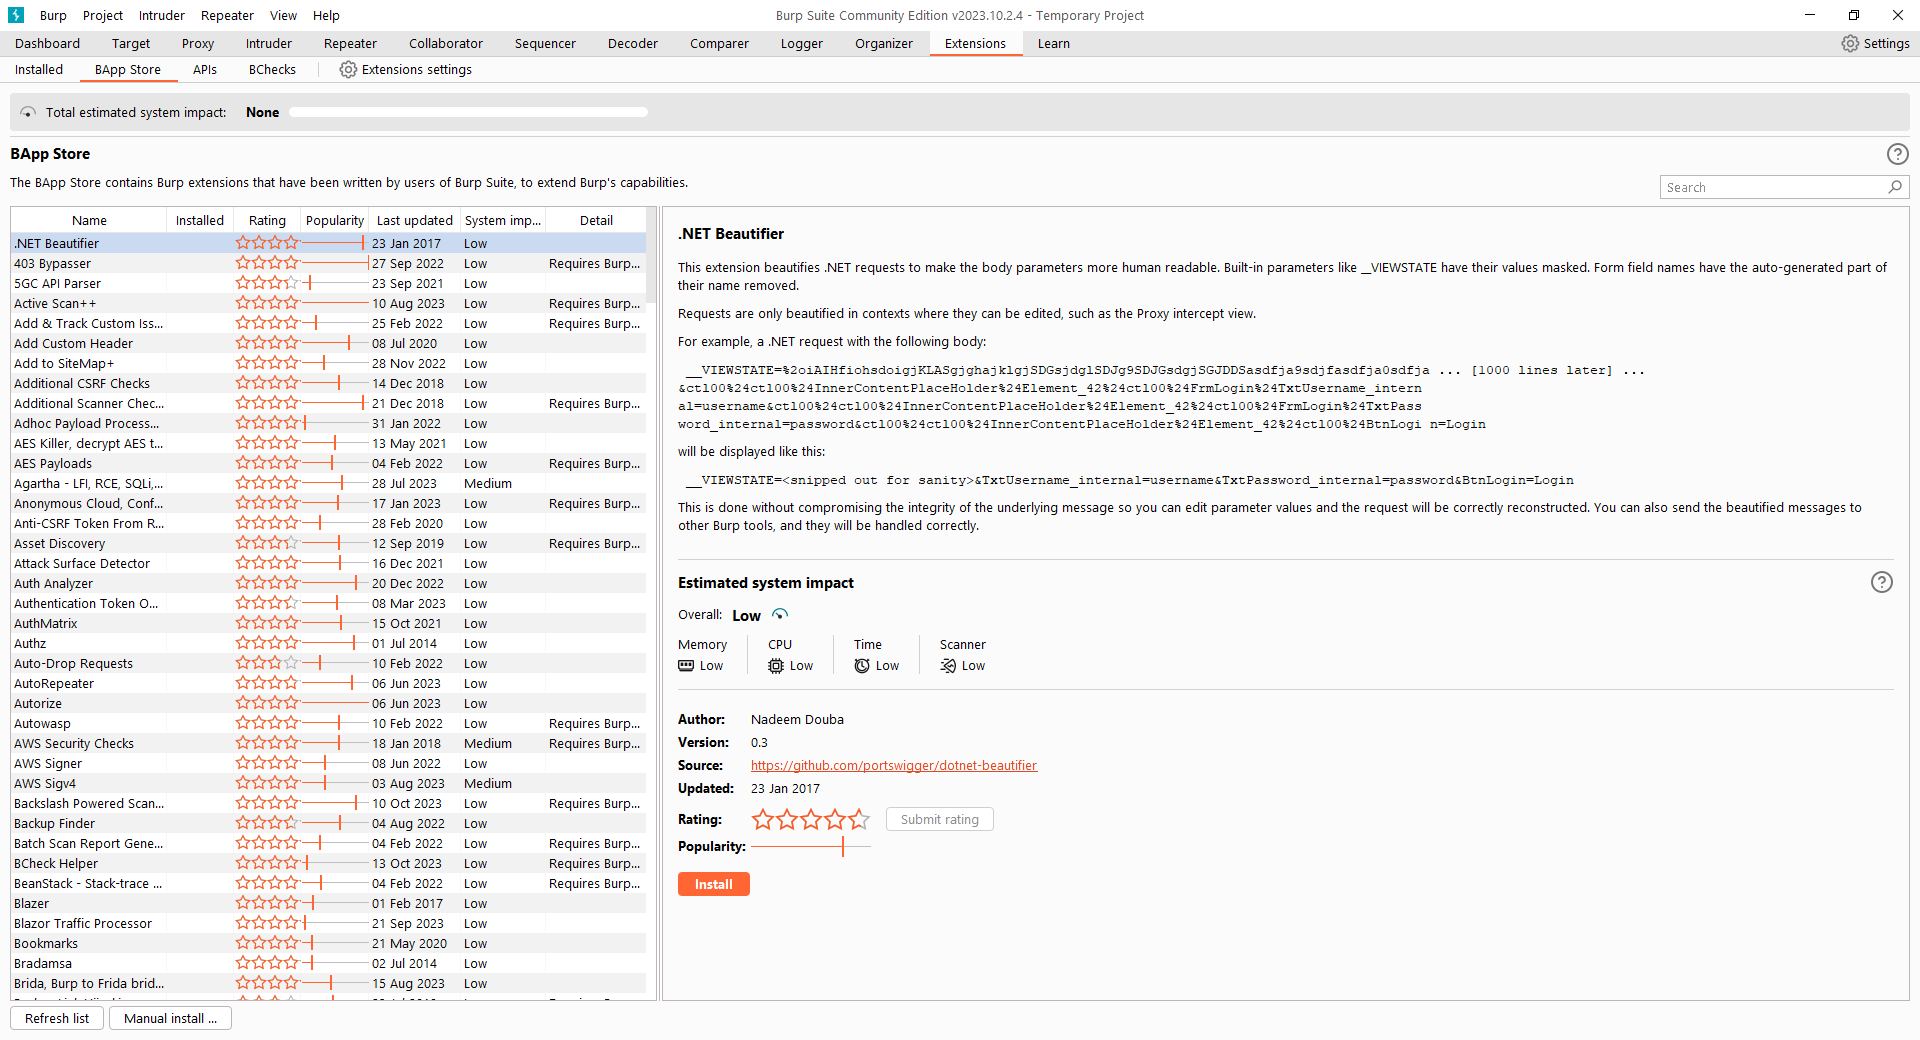 Burp Project Intruder Repeater View Help
Burp Suite Community Edition v2023.10.2.4 - Temporary Project
Dashboard Target Proxy Intruder Repeater Collaborator Sequencer Decoder Comparer Logger Organizer Extensions Learn Settings
Installed BApp Store APIs BChecks Extensions settings
Total estimated system impact: None
BApp Store
The BApp Store contains Burp extensions that have been written by users of Burp Suite, to extend Burp's capabilities.
Search
Name Installed Rating Popularity Last updated System imp... Detail
.NET Beautifier 23 Jan 2017 Low
403 Bypasser 27 Sep 2022 Low Requires Burp...
5GC API Parser 23 Sep 2021 Low
Active Scan++ 10 Aug 2023 Low Requires Burp...
Add & Track Custom Iss... 25 Feb 2022 Low Requires Burp...
Add Custom Header 08 Jul 2020 Low
Add to SiteMap+ 28 Nov 2022 Low
Additional CSRF Checks 14 Dec 2018 Low
Additional Scanner Chec... 21 Dec 2018 Low Requires Burp...
Adhoc Payload Process... 31 Jan 2022 Low
AES Killer, decrypt AES t... 13 May 2021 Low
AES Payloads 04 Feb 2022 Low Requires Burp...
Agartha - LFI, RCE, SQLi,... 28 Jul 2023 Medium
Anonymous Cloud, Conf... 17 Jan 2023 Low Requires Burp...
Anti-CSRF Token From R... 28 Feb 2020 Low
Asset Discovery 12 Sep 2019 Low Requires Burp...
Attack Surface Detector 16 Dec 2021 Low
Auth Analyzer 20 Dec 2022 Low
Authentication Token O... 08 Mar 2023 Low
AuthMatrix 15 Oct 2021 Low
Authz 01 Jul 2014 Low
Auto-Drop Requests 10 Feb 2022 Low
AutoRepeater 06 Jun 2023 Low
Autorize 06 Jun 2023 Low
Autowasp 10 Feb 2022 Low Requires Burp...
AWS Security Checks 18 Jan 2018 Medium Requires Burp...
AWS Signer 08 Jun 2022 Low
AWS Sigv4 03 Aug 2023 Medium
Backslash Powered Scan... 10 Oct 2023 Low Requires Burp...
Backup Finder 04 Aug 2022 Low
Batch Scan Report Gene... 04 Feb 2022 Low Requires Burp...
BCheck Helper 13 Oct 2023 Low Requires Burp...
BeanStack - Stack-trace ... 04 Feb 2022 Low Requires Burp...
Blazer 01 Feb 2017 Low
Blazor Traffic Processor 21 Sep 2023 Low
Bookmarks 21 May 2020 Low
Bradamsa 02 Jul 2014 Low
Brida, Burp to Frida brid... 15 Aug 2023 Low
Refresh list Manual install ...
.NET Beautifier
This extension beautifies .NET requests to make the body parameters more human readable. Built-in parameters like __VIEWSTATE have their values masked. Form field names have the auto-generated part of
their name removed.
Requests are only beautified in contexts where they can be edited, such as the Proxy intercept view.
For example, a .NET request with the following body:
__VIEWSTATE=%2oiAIHfiohsdoigjKLASgjghajklgjSDGsjdglSDJg9SDJGsdgjSGJDDSasdfja9sdjfasdfja0sdfja ... [1000 lines later] ...
&ctl00%24ctl00%24InnerContentPlaceHolder%24Element_42%24ctl00%24FrmLogin%24TxtUsername_intern
al=username&ctl00%24ctl00%24InnerContentPlaceHolder%24Element_42%24ctl00%24FrmLogin%24TxtPass
word_internal=password&ctl00%24ctl00%24InnerContentPlaceHolder%24Element_42%24ctl00%24BtnLogi n=Login
will be displayed like this:
__VIEWSTATE=<snipped out for sanity>&TxtUsername_internal=username&TxtPassword_internal=password&BtnLogin=Login
This is done without compromising the integrity of the underlying message so you can edit parameter values and the request will be correctly reconstructed. You can also send the beautified messages to
other Burp tools, and they will be handled correctly.
Estimated system impact
Overall: Low
Memory CPU Time Scanner
Low Low Low Low
Author: Nadeem Douba
Version: 0.3
Source: https://github.com/portswigger/dotnet-beautifier
Updated: 23 Jan 2017
Rating: Submit rating
Popularity:
Install